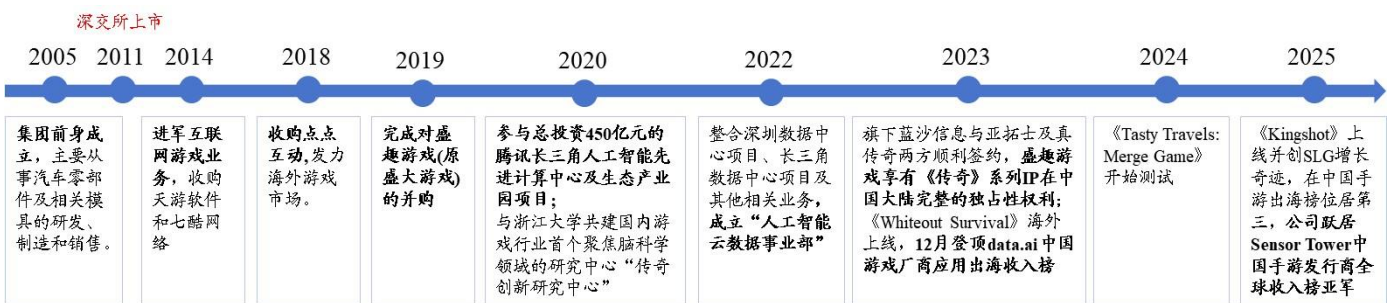 深交所上市
2005
2011
2014
2018
2019
2020
2022
2023
2024
2025
集团前身成
立，主要从
事汽车零部
件及相关模
具的研发、
制造和销售。
进军互联
网游戏业
务，收购
天游软件
和七酷网
络
收购点点
互动,发力
海外游戏
市场。
完成对盛
趣游戏(原
盛大游戏)
的并购
参与总投资450亿元的
腾讯长三角人工智能先
进计算中心及生态产业
园项目；
与浙江大学共建国内游
戏行业首个聚焦脑科学
领域的研究中心“传奇
创新研究中心”
整合深圳数据中
心项目、长三角
数据中心项目及
其他相关业务，
成立“人工智能
云数据事业部”
旗下蓝沙信息与亚拓士及真
传奇两方顺利签约，盛趣游
戏享有《传奇》系列IP在中
国大陆完整的独占性权利；
《Whiteout Survival》海外
上线，12月登顶data.ai中国
游戏厂商应用出海收入榜
《Tasty Travels:
Merge Game》
开始测试
《Kingshot》上
线并创SLG增长
奇迹，在中国手
游出海榜位居第
三，公司跃居
Sensor Tower中
国手游发行商全
球收入榜亚军